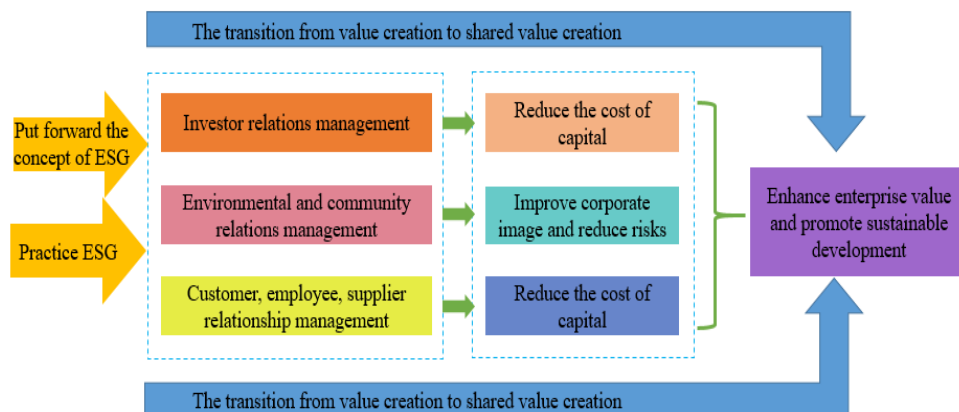 The transition from value creation to shared value creation
Put forward the
concept of ESG
Practice ESG
Investor relations management
Reduce the cost of
capital
Environmental and community
relations management
Improve corporate
image and reduce risks
Customer, employee, supplier
relationship management
Reduce the cost of
capital
Enhance enterprise value
and promote sustainable
development
The transition from value creation to shared value creation